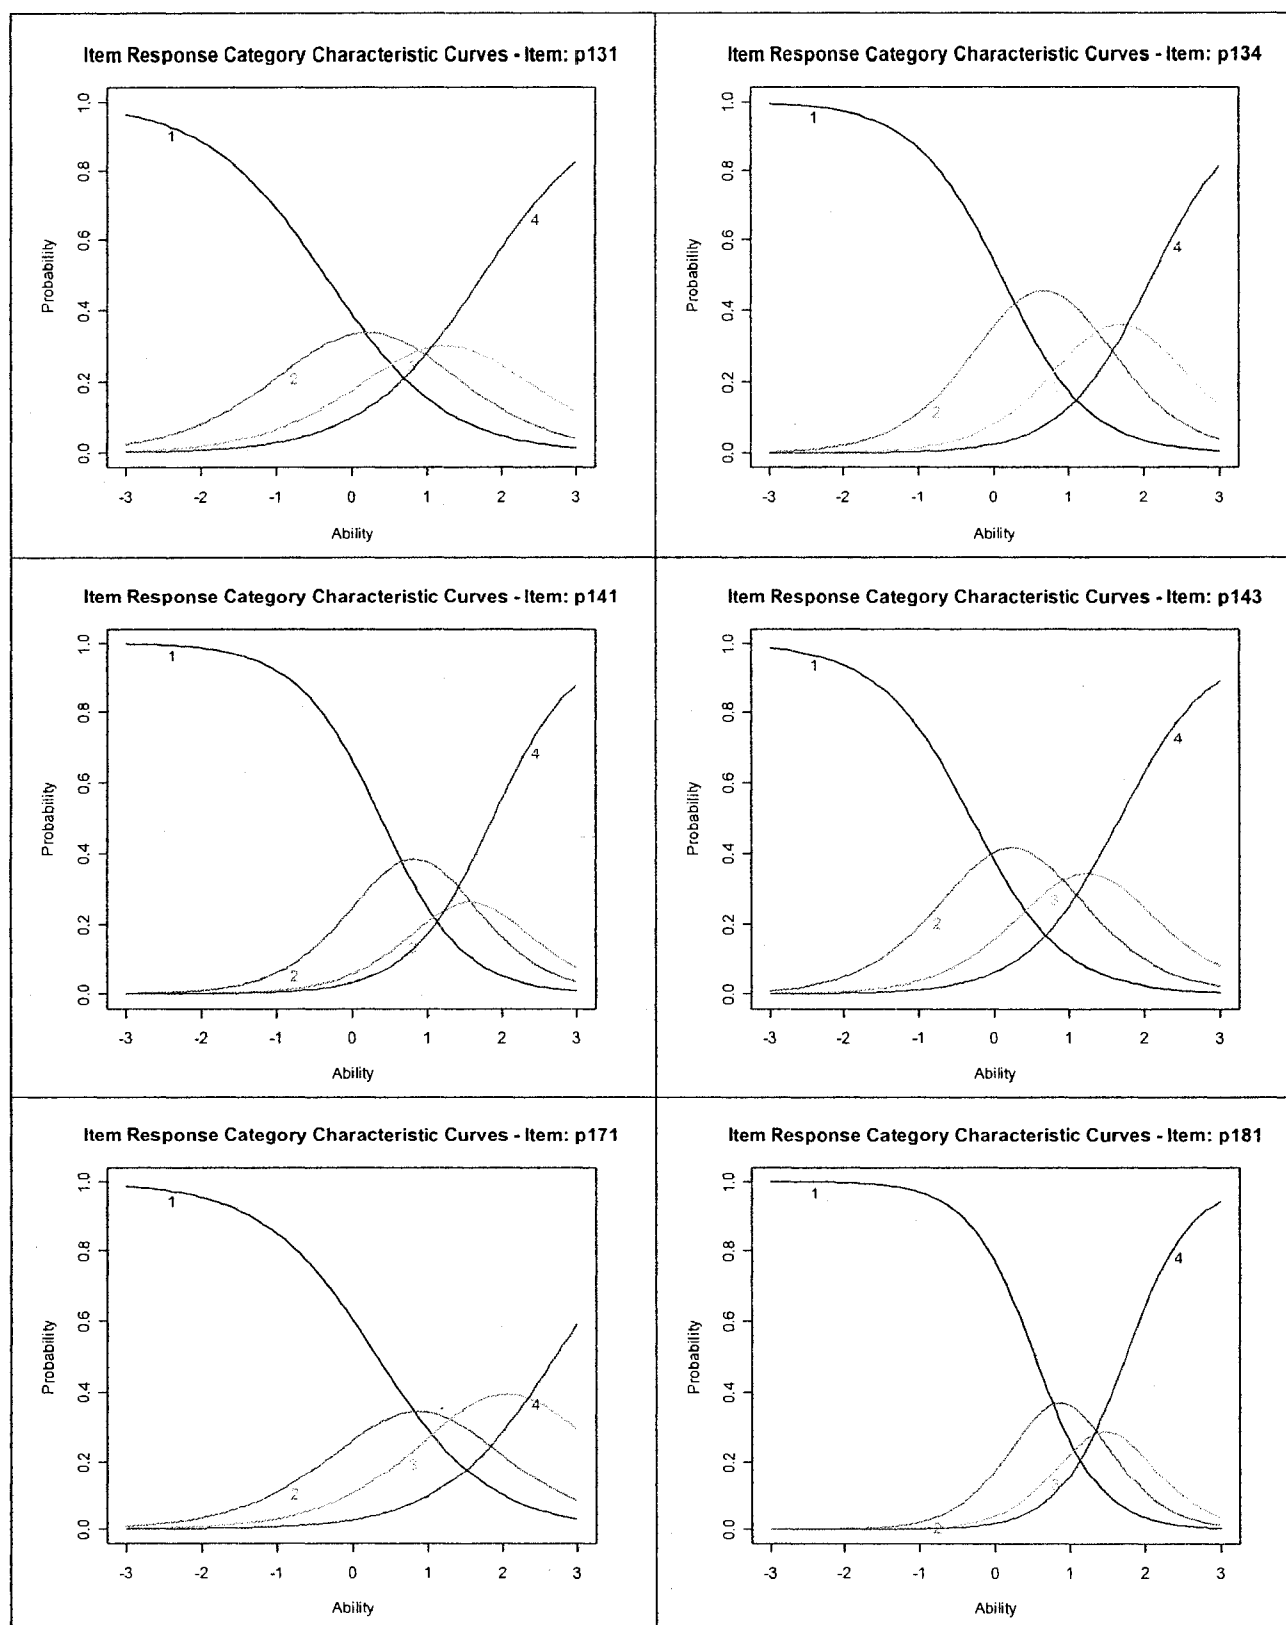 Item Response Category Characteristic Curves - Item: p131
Probability
1.0
0.8
0.6
0.4
0.2
0.0
1
2
4
-3 -2 -1 0 1 2 3
Ability
Item Response Category Characteristic Curves - Item: p134
Probability
1.0
0.8
0.6
0.4
0.2
0.0
1
2
4
-3 -2 -1 0 1 2 3
Ability
Item Response Category Characteristic Curves - Item: p141
Probability
1.0
0.8
0.6
0.4
0.2
0.0
1
2
4
-3 -2 -1 0 1 2 3
Ability
Item Response Category Characteristic Curves - Item: p143
Probability
1.0
0.8
0.6
0.4
0.2
0.0
1
2
3
4
-3 -2 -1 0 1 2 3
Ability
Item Response Category Characteristic Curves - Item: p171
Probability
1.0
0.8
0.6
0.4
0.2
0.0
1
2
3
4
-3 -2 -1 0 1 2 3
Ability
Item Response Category Characteristic Curves - Item: p181
Probability
1.0
0.8
0.6
0.4
0.2
0.0
1
2
3
4
-3 -2 -1 0 1 2 3
Ability